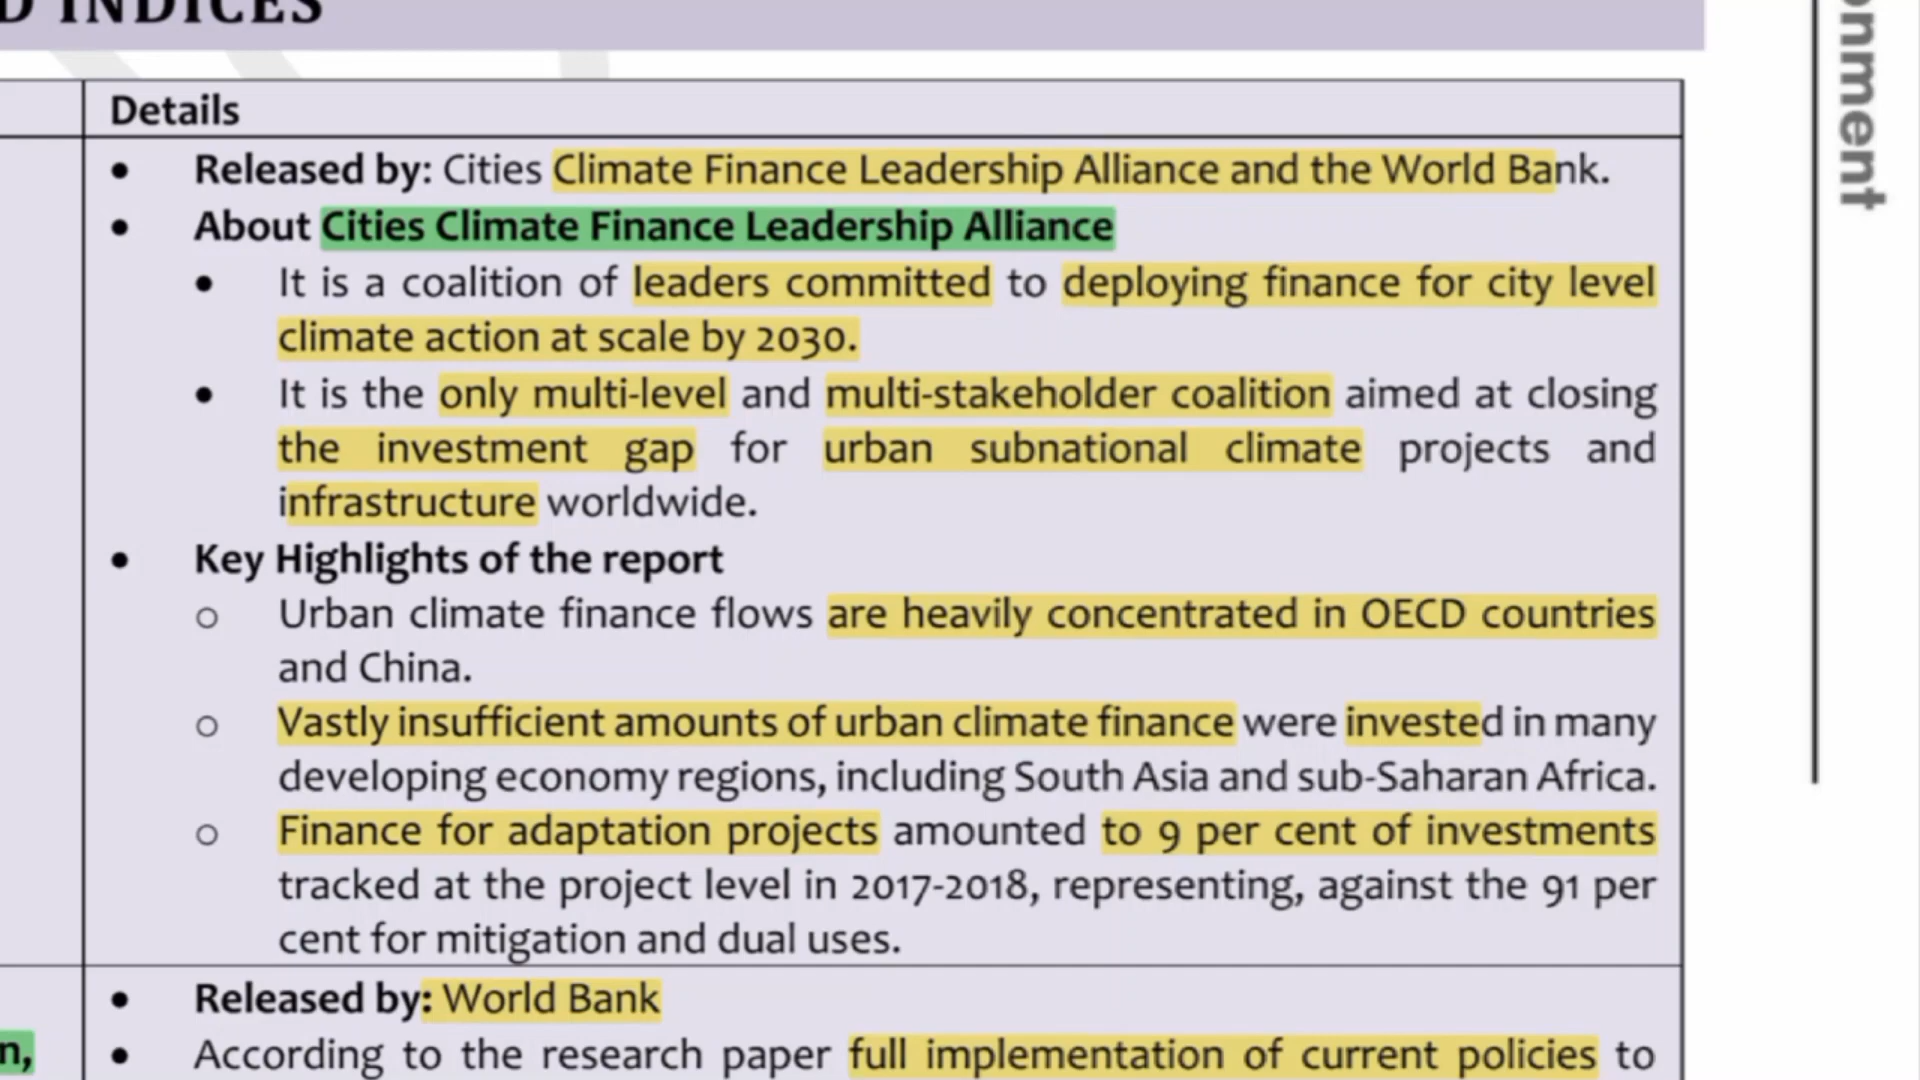 D INDICES
Details
• Released by: Cities Climate Finance Leadership Alliance and the World Bank.
• About Cities Climate Finance Leadership Alliance
• It is a coalition of leaders committed to deploying finance for city level
climate action at scale by 2030.
• It is the only multi-level and multi-stakeholder coalition aimed at closing
the investment gap for urban subnational climate projects and
infrastructure worldwide.
• Key Highlights of the report
○ Urban climate finance flows are heavily concentrated in OECD countries
and China.
○ Vastly insufficient amounts of urban climate finance were invested in many
developing economy regions, including South Asia and sub-Saharan Africa.
○ Finance for adaptation projects amounted to 9 per cent of investments
tracked at the project level in 2017-2018, representing, against the 91 per
cent for mitigation and dual uses.
• Released by: World Bank
n,
• According to the research paper full implementation of current policies to
onment